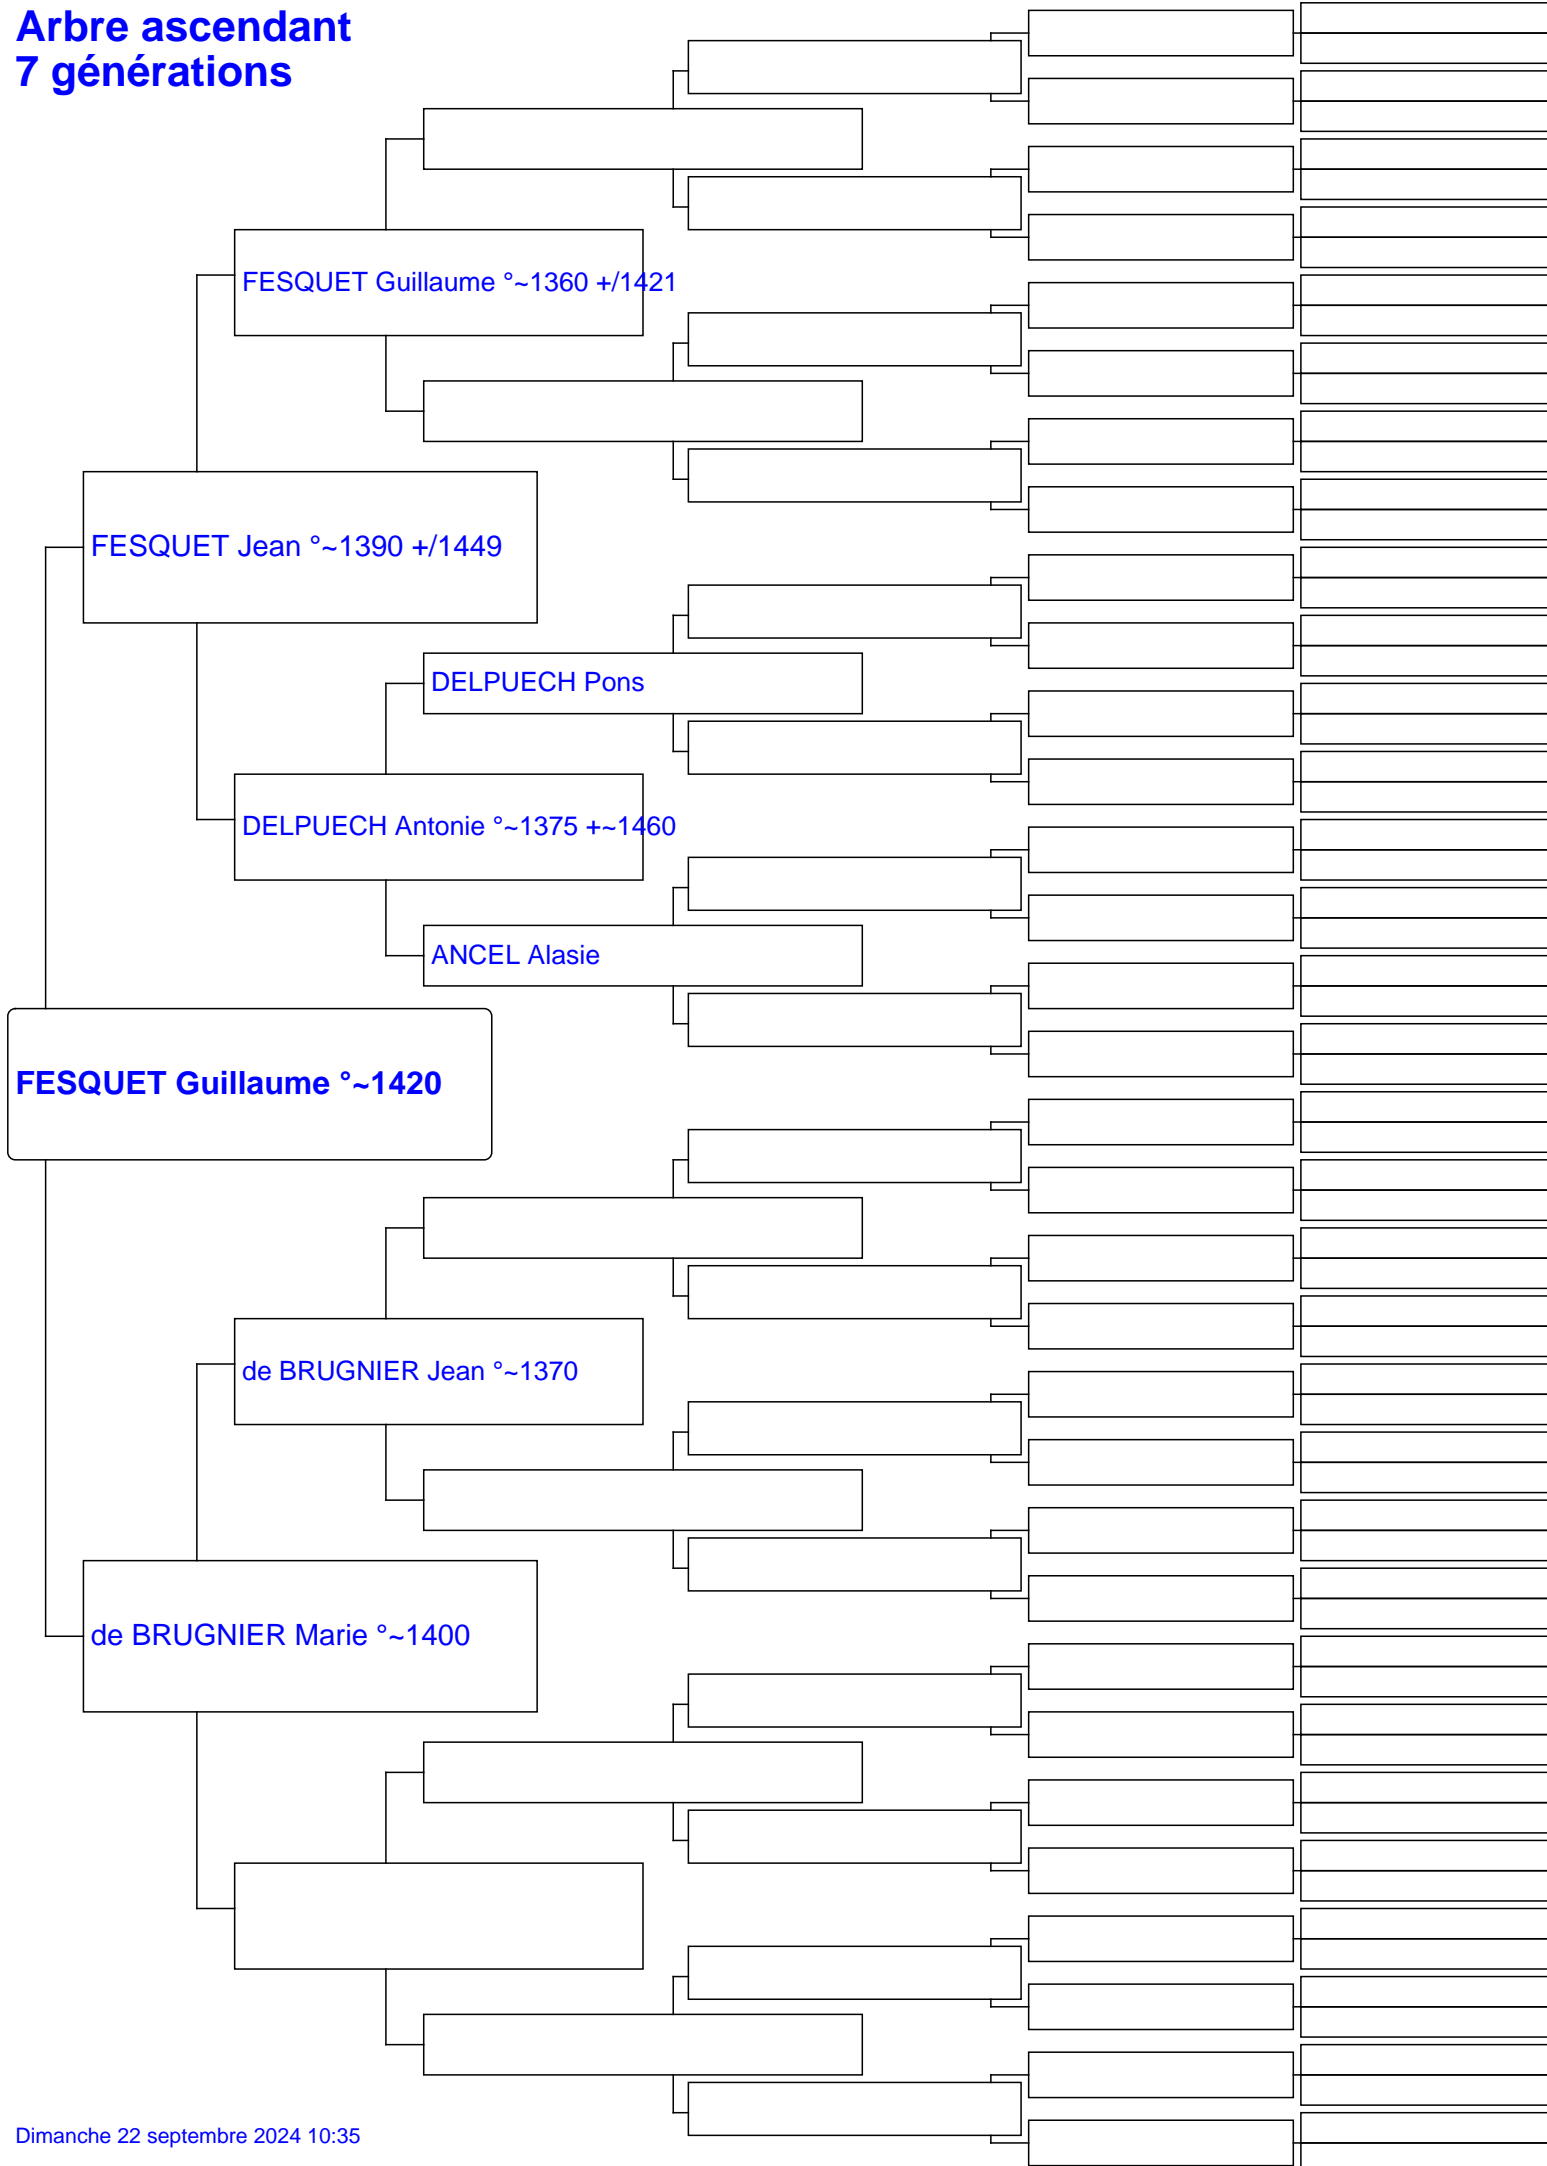 Arbre ascendant
7 générations
FESQUET Guillaume °~1360 +/1421
FESQUET Jean °~1390 +/1449
DELPUECH Pons
DELPUECH Antonie °~1375 +~1460
ANCEL Alasie
FESQUET Guillaume °~1420
de BRUGNIER Jean °~1370
de BRUGNIER Marie °~1400
Dimanche 22 septembre 2024 10:35